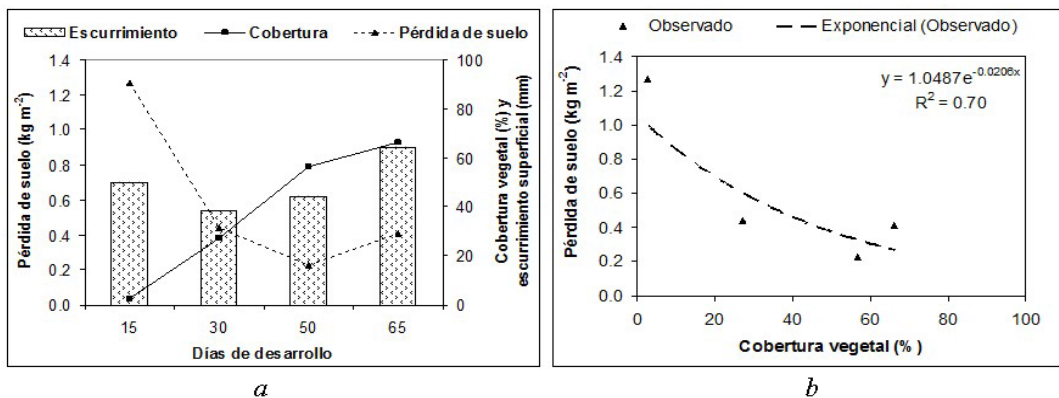 Escurrimiento Cobertura Pérdida de suelo
1.4
1.2
1.0
0.8
0.6
0.4
0.2
0.0
Pérdida de suelo (kg m-2)
100
80
60
40
20
0
Cobertura vegetal (%) y
escurrimiento superficial (mm)
15 30 50 65
Días de desarrollo
a
Observado Exponencial (Observado)
1.4
1.2
1.0
0.8
0.6
0.4
0.2
0.0
Pérdida de suelo (kg m-2)
y = 1.0487e-0.0206x
R2 = 0.70
0 20 40 60 80 100
Cobertura vegetal (%)
b